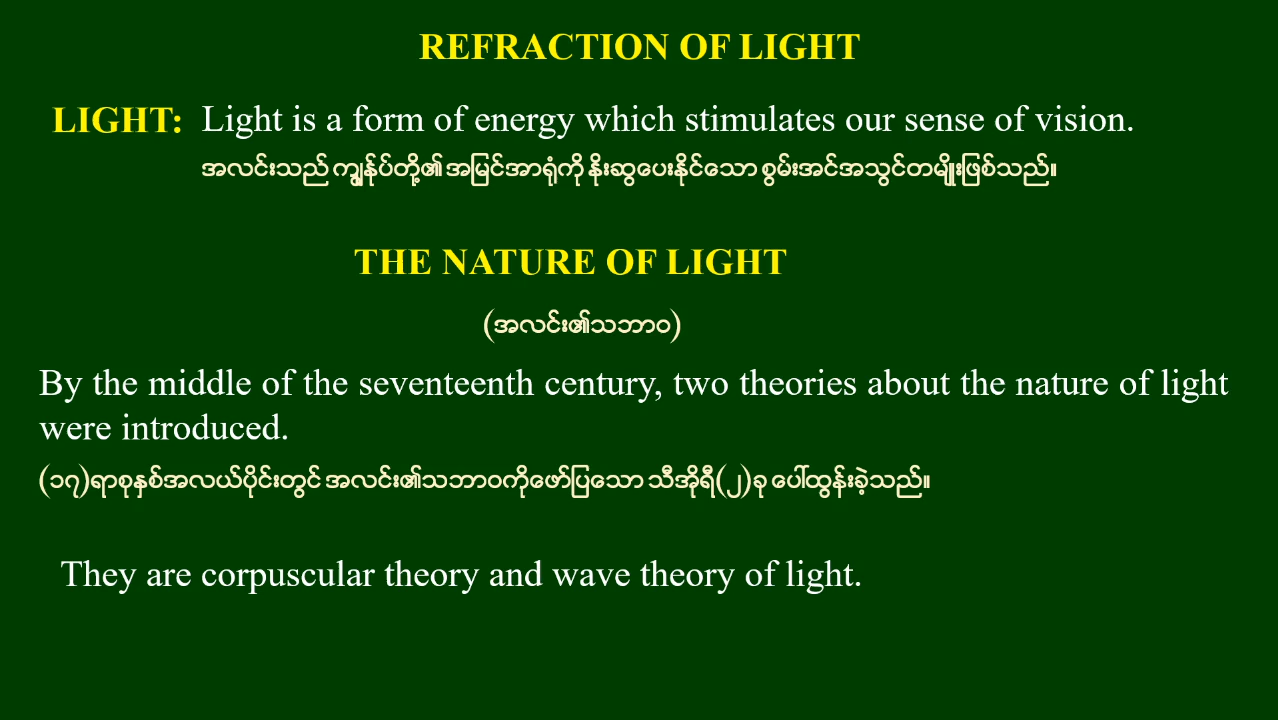 REFRACTION OF LIGHT
LIGHT: Light is a form of energy which stimulates our sense of vision.
အလင်းသည် ကျွန်ုပ်တို့၏ အမြင်အာရုံကို နိုးဆွပေးနိုင်သော စွမ်းအင်အသွင်တမျိုးဖြစ်သည်။
THE NATURE OF LIGHT
(အလင်း၏သဘာဝ)
By the middle of the seventeenth century, two theories about the nature of light
were introduced.
(၁၇)ရာစုနှစ်အလယ်ပိုင်းတွင် အလင်း၏သဘာဝကိုဖော်ပြသော သီအိုရီ(၂)ခု ပေါ်ထွန်းခဲ့သည်။
They are corpuscular theory and wave theory of light.